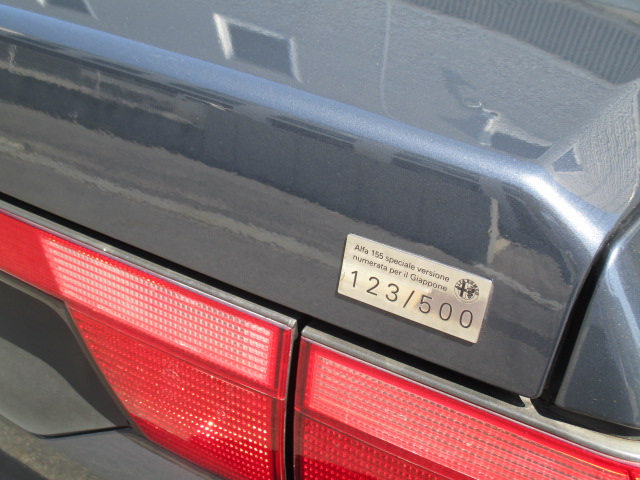 Alfa 155 speciale versione
numerata per il Giappone
123/500